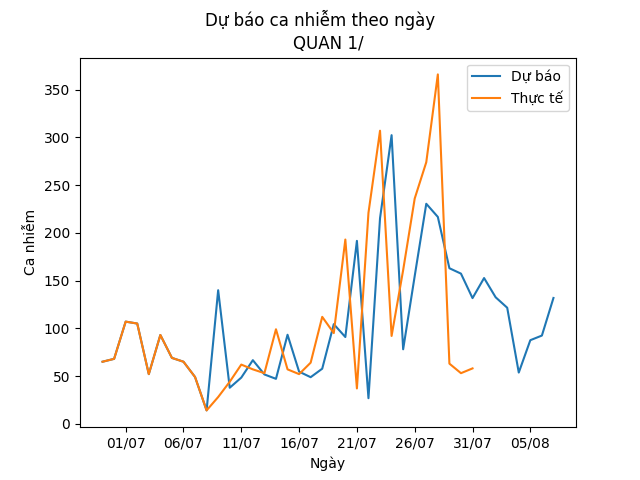 Dự báo ca nhiễm theo ngày
QUAN 1/
Dự báo
Thực tế
Ca nhiễm
350
300
250
200
150
100
50
0
01/07 06/07 11/07 16/07 21/07 26/07 31/07 05/08
Ngày